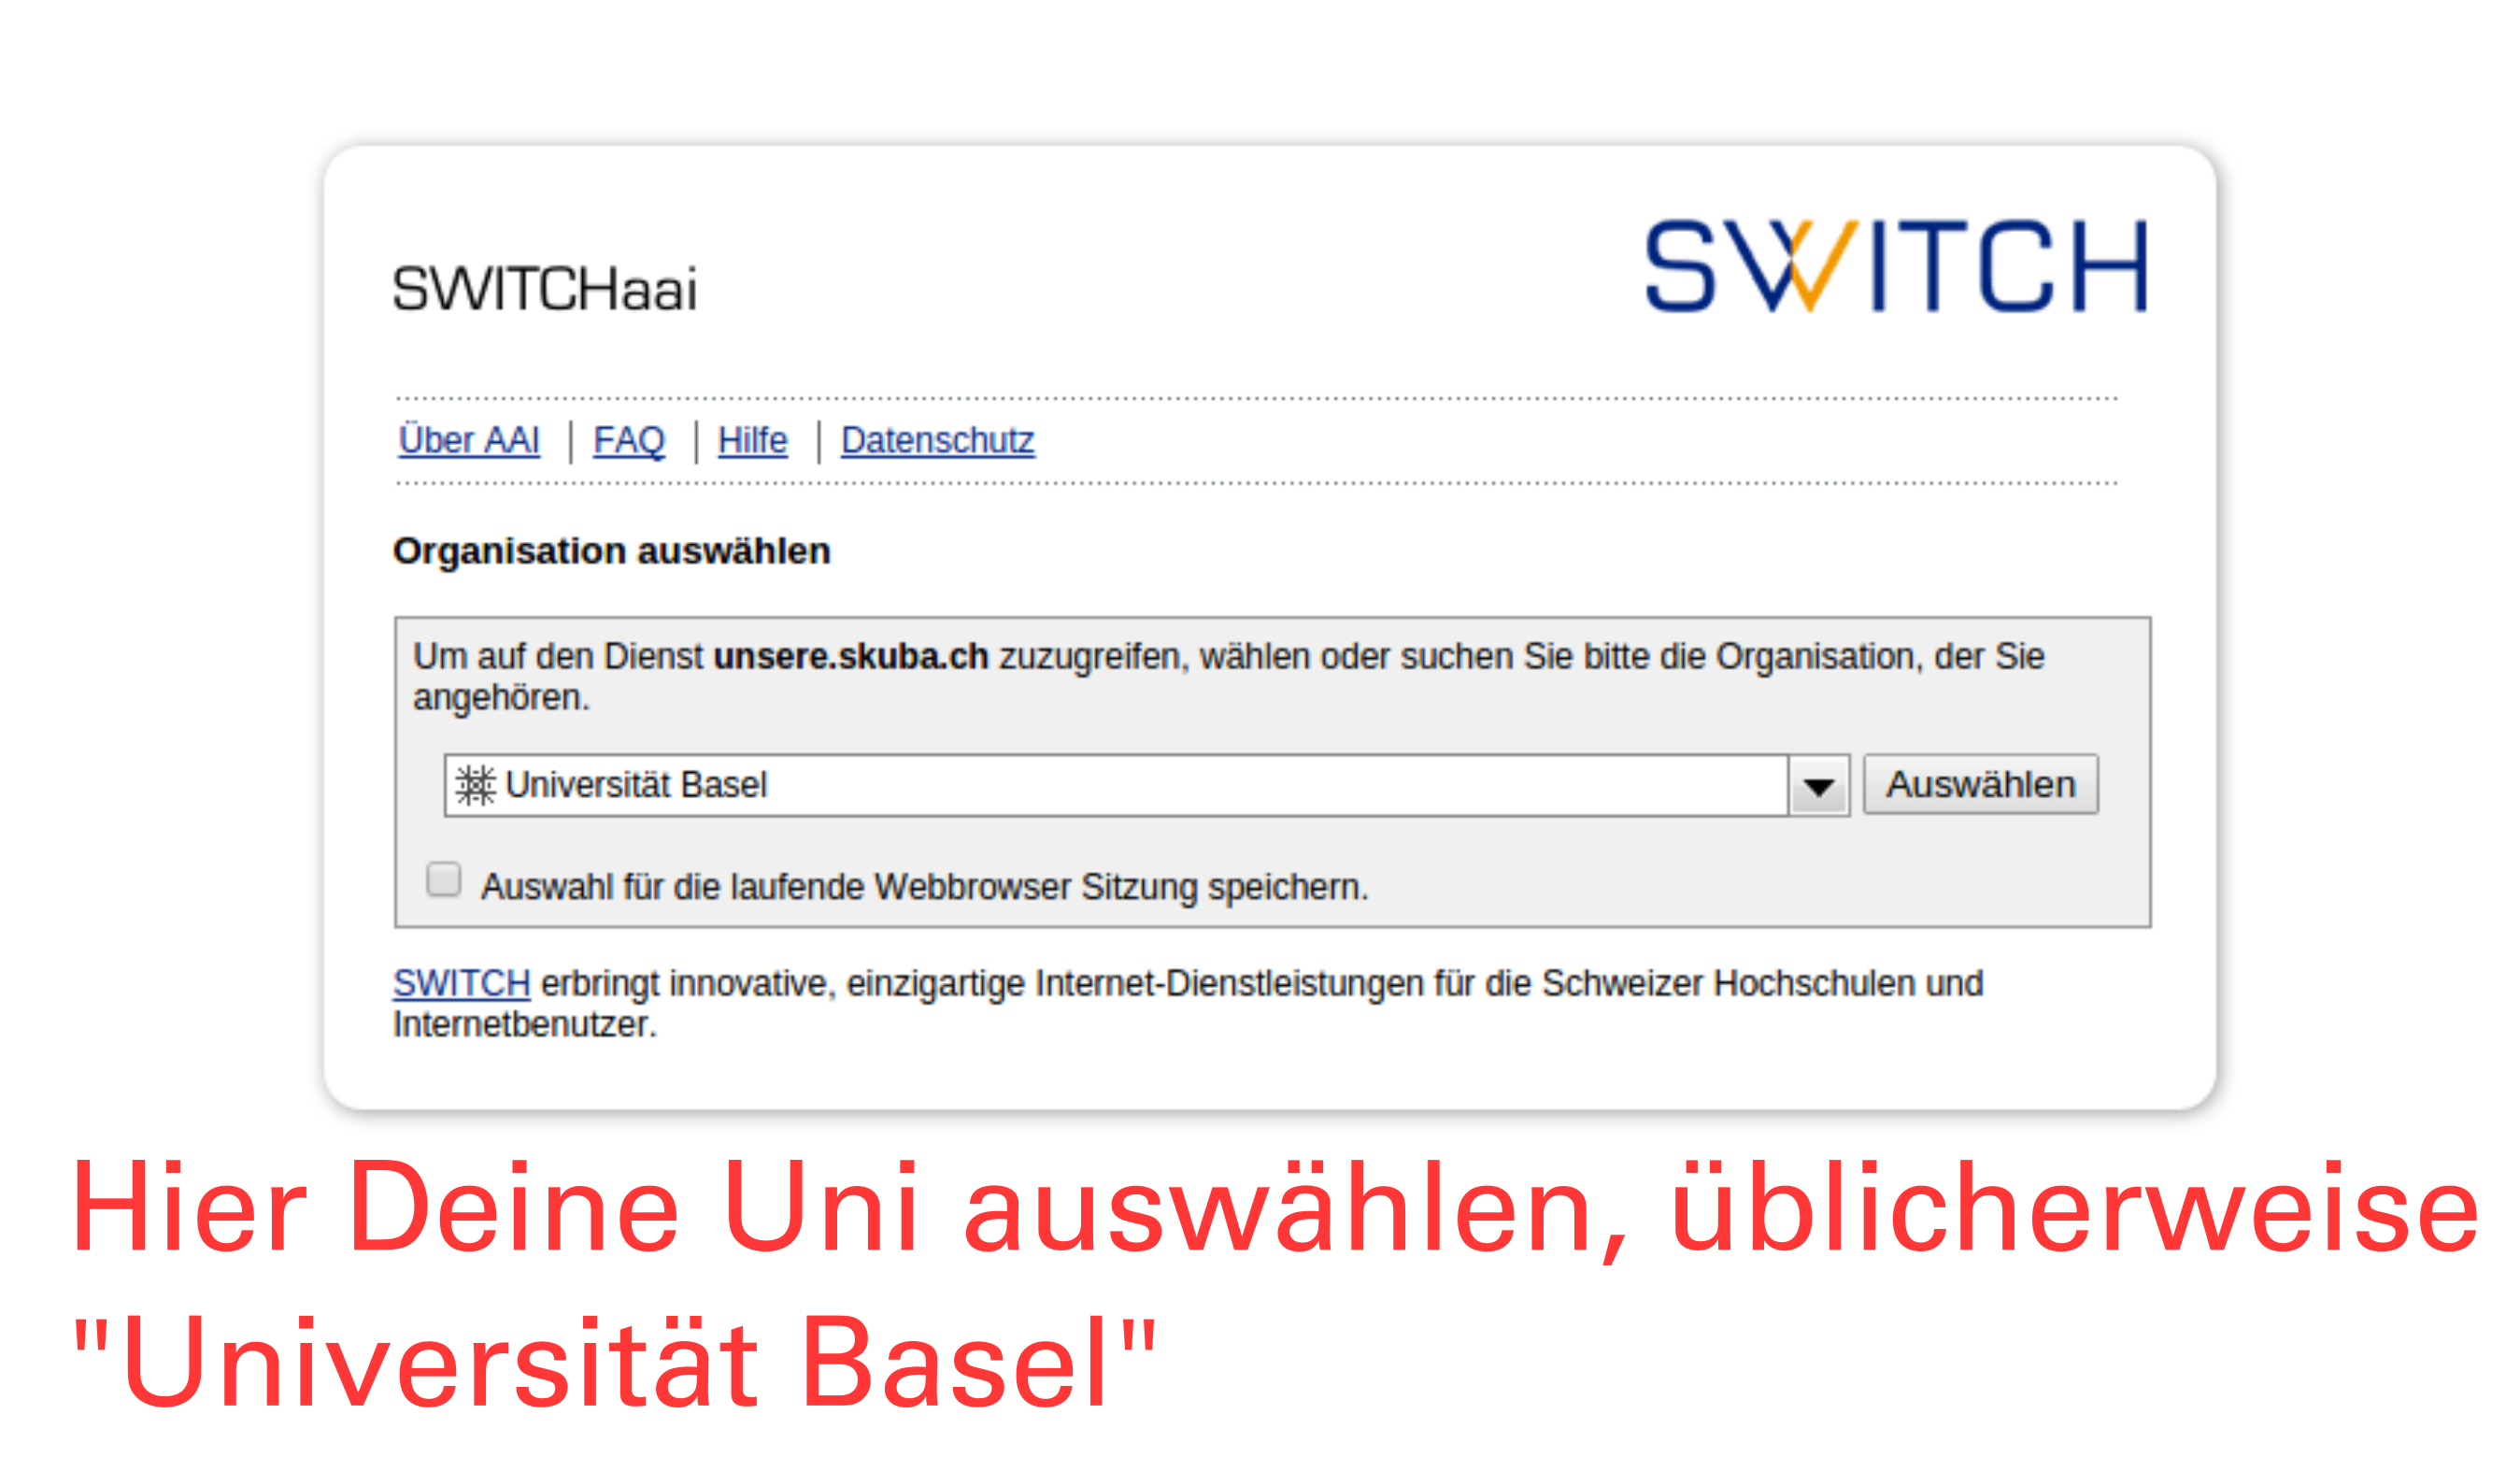 SWITCHaai
SWITCH
Über AAI | FAQ | Hilfe | Datenschutz
Organisation auswählen
Um auf den Dienst unsere.skuba.ch zuzugreifen, wählen oder suchen Sie bitte die Organisation, der Sie
angehören.
Universität Basel
Auswählen
Auswahl für die laufende Webbrowser Sitzung speichern.
SWITCH erbringt innovative, einzigartige Internet-Dienstleistungen für die Schweizer Hochschulen und
Internetbenutzer.
Hier Deine Uni auswählen, üblicherweise
"Universität Basel"